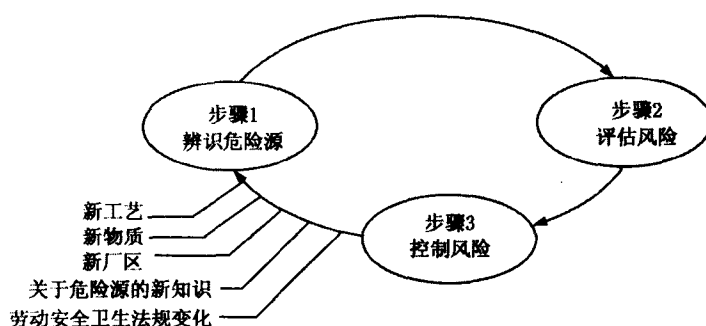 步骤1
辨识危险源
步骤2
评估风险
步骤3
控制风险
新工艺
新物质
新厂区
关于危险源的新知识
劳动安全卫生法规变化